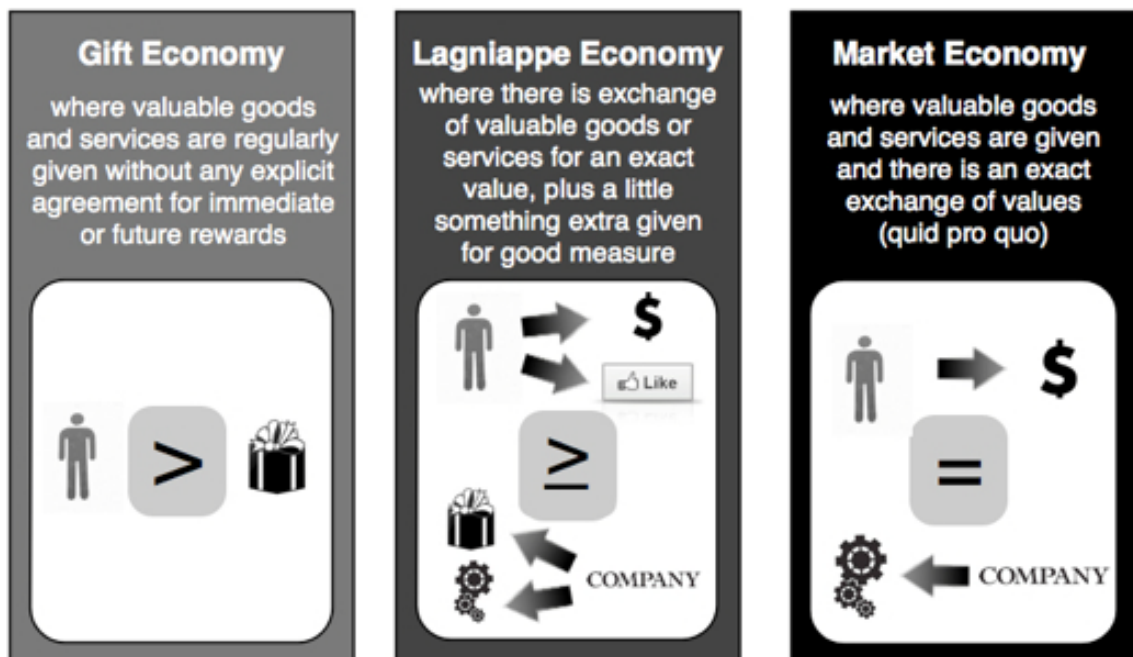 Gift Economy
where valuable goods
and services are regularly
given without any explicit
agreement for immediate
or future rewards
>
Lagniappe Economy
where there is exchange
of valuable goods or
services for an exact
value, plus a little
something extra given
for good measure
$
Like
≥
COMPANY
Market Economy
where valuable goods
and services are given
and there is an exact
exchange of values
(quid pro quo)
$
=
COMPANY